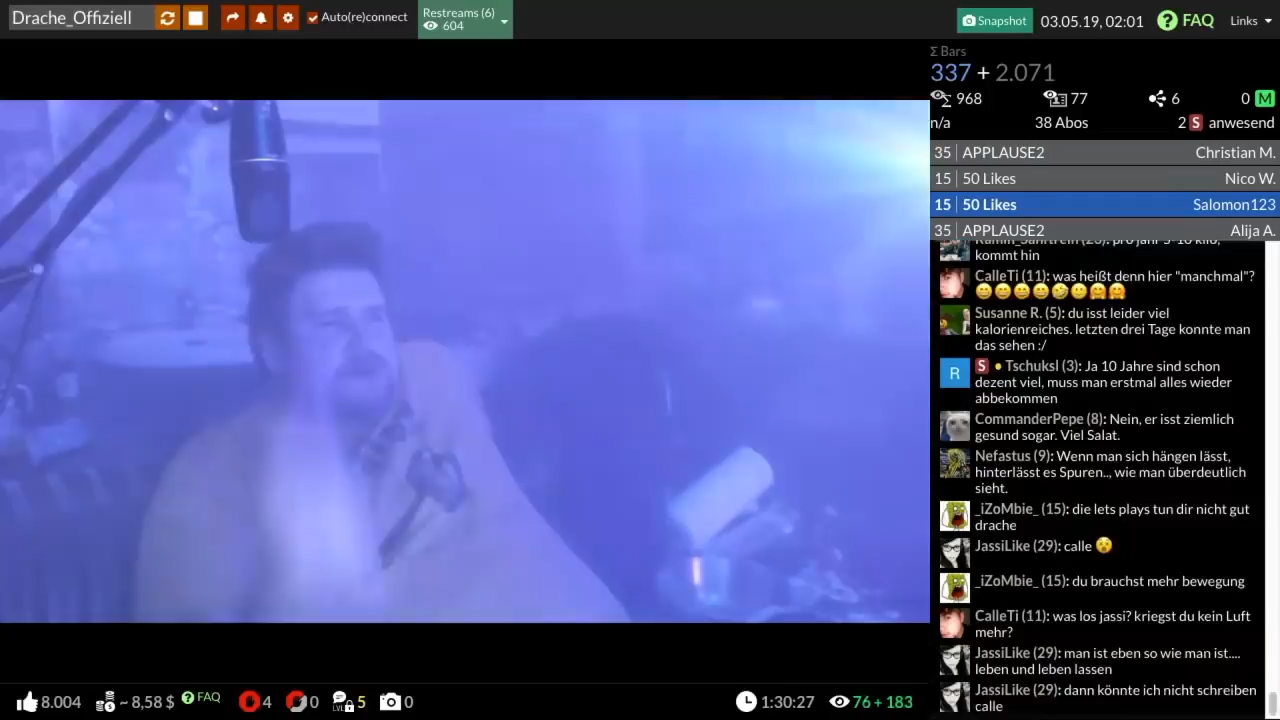 Drache_Offiziell
Auto(re)connect
Restreams (6)
604
Snapshot
03.05.19, 02:01
FAQ
Links
Σ Bars
337 + 2.071
968
77
6
0 M
n/a
38 Abos
2 S anwesend
35 | APPLAUSE2 Christian M.
15 | 50 Likes Nico W.
15 | 50 Likes Salomon123
35 | APPLAUSE2 Alija A.
kommt hin
CalleTi (11): was heißt denn hier "manchmal"?
Susanne R. (5): du isst leider viel
kalorienreiches. letzten drei Tage konnte man
das sehen :/
R
S • Tschuksl (3): Ja 10 Jahre sind schon
dezent viel, muss man erstmal alles wieder
abbekommen
CommanderPepe (8): Nein, er isst ziemlich
gesund sogar. Viel Salat.
Nefastus (9): Wenn man sich hängen lässt,
hinterlässt es Spuren.., wie man überdeutlich
sieht.
_iZoMbie_ (15): die lets plays tun dir nicht gut
drache
JassiLike (29): calle
_iZoMbie_ (15): du brauchst mehr bewegung
CalleTi (11): was los jassi? kriegst du kein Luft
mehr?
JassiLike (29): man ist eben so wie man ist....
leben und leben lassen
JassiLike (29): dann könnte ich nicht schreiben
calle
8.004
~ 8,58 $
FAQ
4
0
LVL
5
0
1:30:27
76 + 183